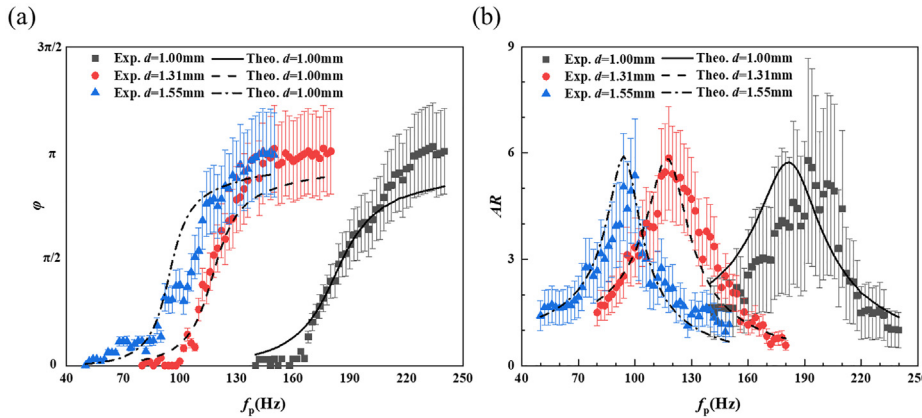 (a)
3π/2
Exp. d=1.00mm Theo. d=1.00mm
Exp. d=1.31mm Theo. d=1.00mm
Exp. d=1.55mm Theo. d=1.00mm
π
φ
π/2
0
40 70 100 130 160 190 220 250
fp(Hz)
(b)
9
Exp. d=1.00mm Theo. d=1.00mm
Exp. d=1.31mm Theo. d=1.31mm
Exp. d=1.55mm Theo. d=1.55mm
6
AR
3
0
40 70 100 130 160 190 220 250
fp(Hz)